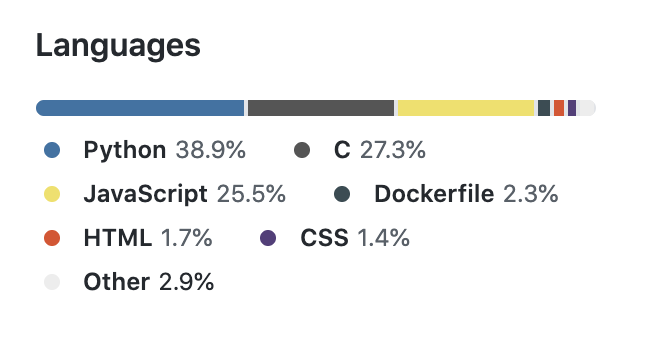 Languages
Python 38.9% C 27.3%
JavaScript 25.5% Dockerfile 2.3%
HTML 1.7% CSS 1.4%
Other 2.9%